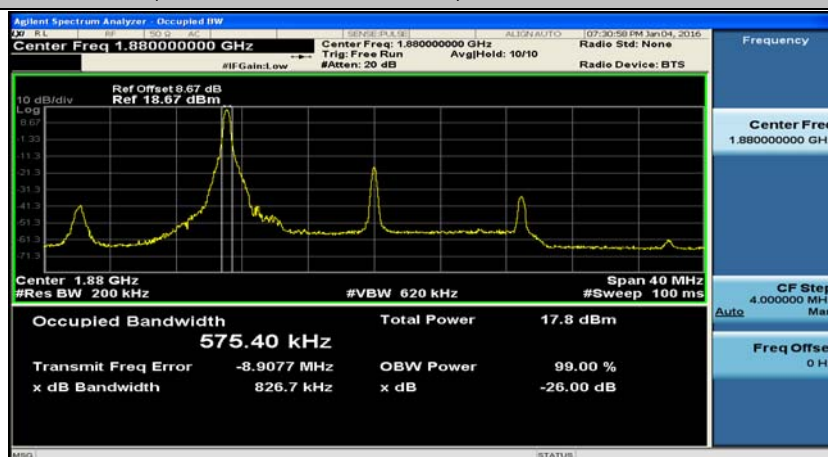 Agilent Spectrum Analyzer - Occupied BW
RL RF 50 Ω AC SENSE:PULSE ALIGN AUTO 07:30:58 PM Jan 04, 2016
Center Freq 1.880000000 GHz Center Freq: 1.880000000 GHz Radio Std: None Frequency
Trig: Free Run Avg|Hold: 10/10
#IFGain:Low #Atten: 20 dB Radio Device: BTS
Ref Offset 8.67 dB
10 dB/div Ref 18.67 dBm
Log
8.67
-1.33
-11.3
-21.3
-31.3
-41.3
-51.3
-61.3
-71.3
Center Fre
1.880000000 GH
Center 1.88 GHz Span 40 MHz
#Res BW 200 kHz #VBW 620 kHz #Sweep 100 ms
CF Step
4.000000 MH
Auto Ma
Occupied Bandwidth Total Power 17.8 dBm
575.40 kHz
Transmit Freq Error -8.9077 MHz OBW Power 99.00 %
x dB Bandwidth 826.7 kHz x dB -26.00 dB
Freq Offse
0 H
MSG STATUS